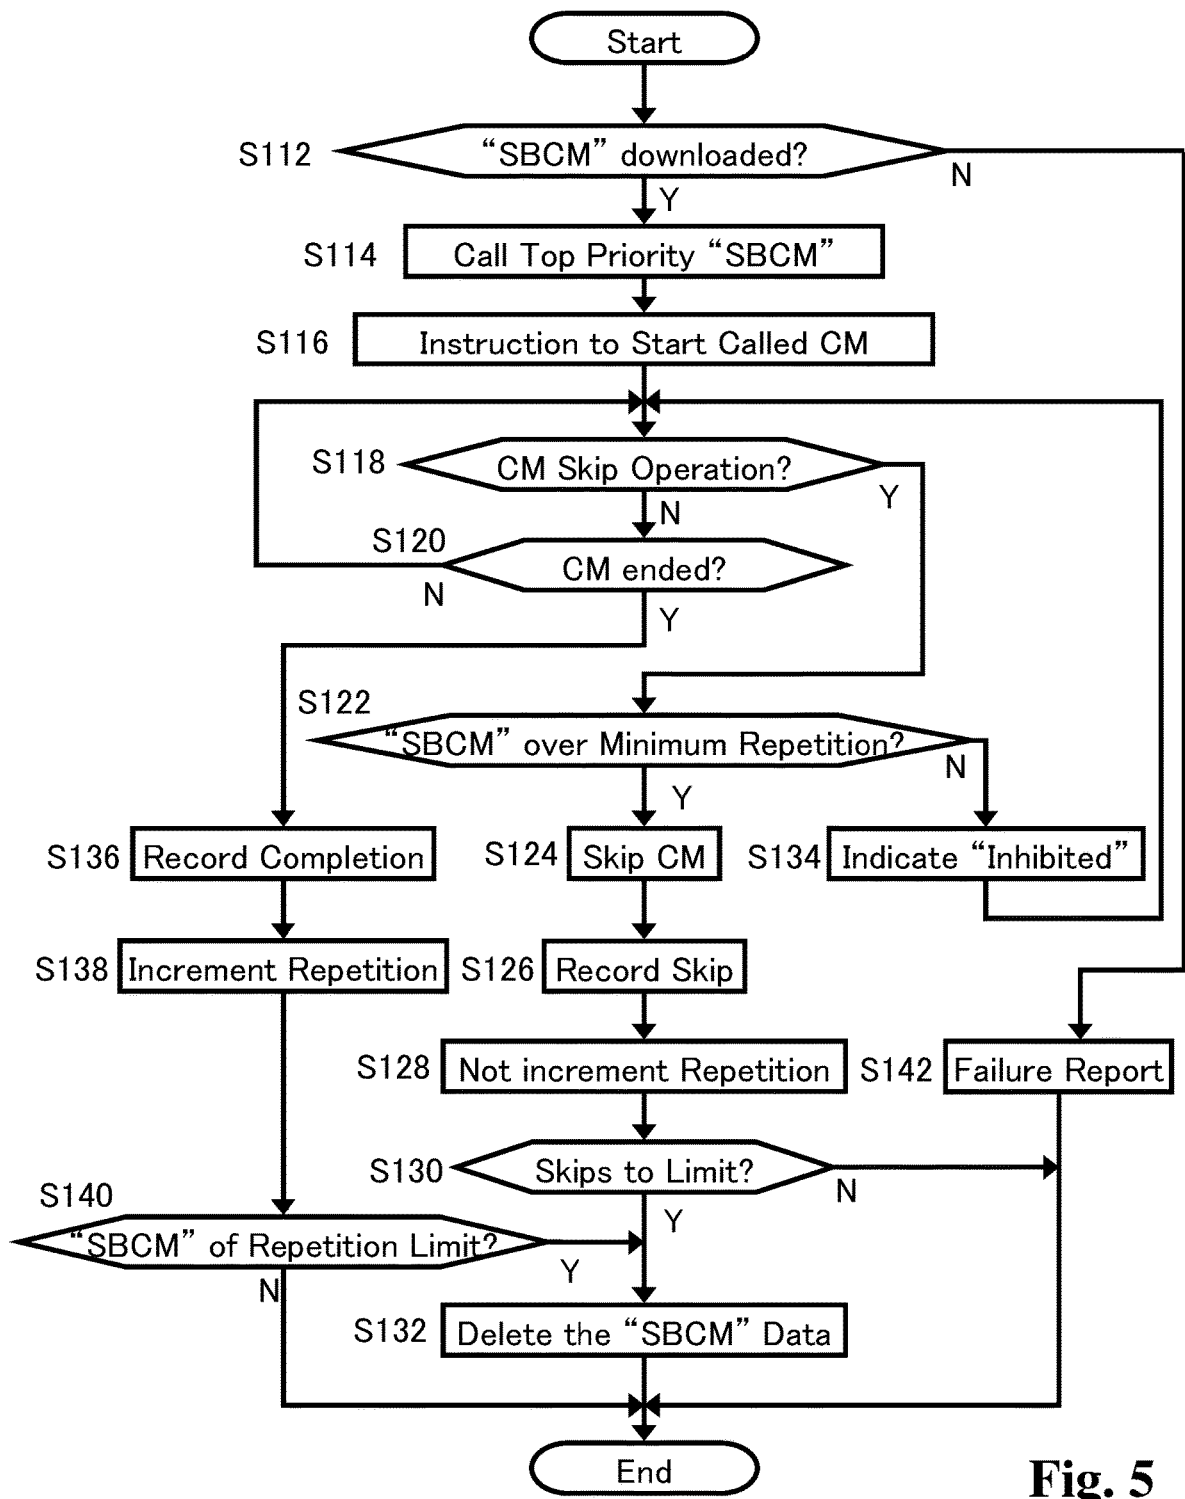 Start
S112
“SBCM” downloaded?
N
Y
S114
Call Top Priority “SBCM”
S116
Instruction to Start Called CM
S118
CM Skip Operation?
Y
N
S120
CM ended?
N
Y
S122
“SBCM” over Minimum Repetition?
N
Y
S136
Record Completion
S124
Skip CM
S134
Indicate “Inhibited”
S138
Increment Repetition
S126
Record Skip
S128
Not increment Repetition
S142
Failure Report
S130
Skips to Limit?
N
Y
S140
“SBCM” of Repetition Limit?
Y
N
S132
Delete the “SBCM” Data
End
Fig. 5